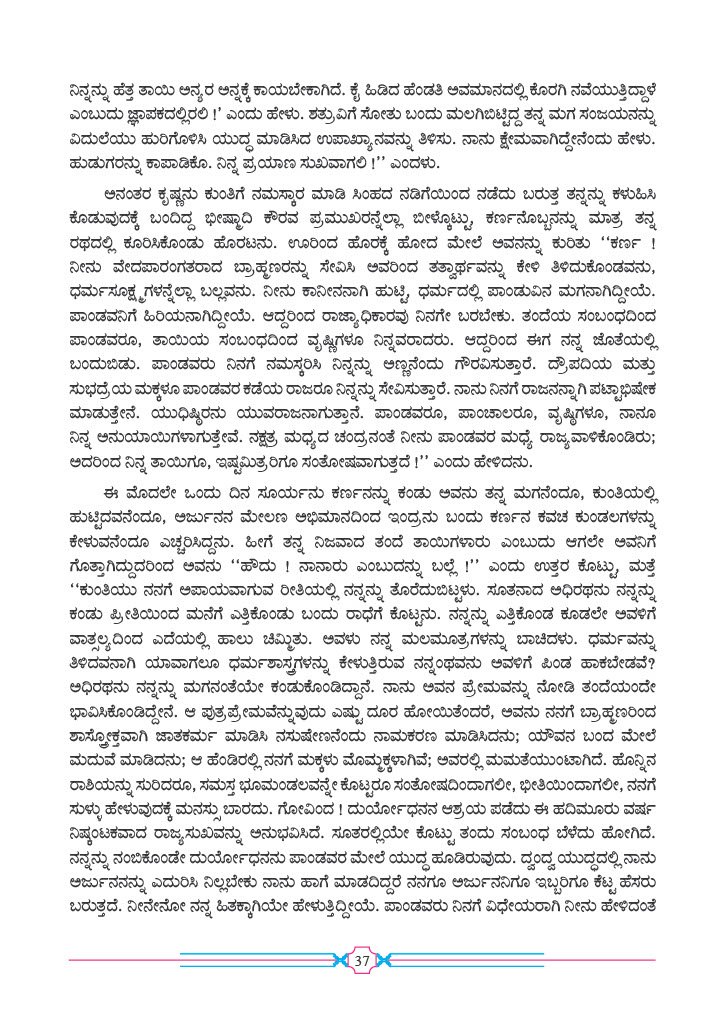 ನಿನ್ನನ್ನು ಹೆತ್ತ ತಾಯಿ ಅನ್ಯರ ಅನ್ನಕ್ಕೆ ಕಾಯಬೇಕಾಗಿದೆ. ಕೈ ಹಿಡಿದ ಹೆಂಡತಿ ಅವಮಾನದಲ್ಲಿ ಕೊರಗಿ ನವೆಯುತ್ತಿದ್ದಾಳೆ
ಎಂಬುದು ಜ್ಞಾಪಕದಲ್ಲಿರಲಿ !’ ಎಂದು ಹೇಳು. ಶತ್ರುವಿಗೆ ಸೋತು ಬಂದು ಮಲಗಿಬಿಟ್ಟಿದ್ದ ತನ್ನ ಮಗ ಸಂಜಯನನ್ನು
ವಿದುಲೆಯು ಹುರಿಗೊಳಿಸಿ ಯುದ್ಧ ಮಾಡಿಸಿದ ಉಪಾಖ್ಯಾನವನ್ನು ತಿಳಿಸು. ನಾನು ಕ್ಷೇಮವಾಗಿದ್ದೇನೆಂದು ಹೇಳು.
ಹುಡುಗರನ್ನು ಕಾಪಾಡಿಕೊ. ನಿನ್ನ ಪ್ರಯಾಣ ಸುಖವಾಗಲಿ !’’ ಎಂದಳು.
ಅನಂತರ ಕೃಷ್ಣನು ಕುಂತಿಗೆ ನಮಸ್ಕಾರ ಮಾಡಿ ಸಿಂಹದ ನಡಿಗೆಯಿಂದ ನಡೆದು ಬರುತ್ತ ತನ್ನನ್ನು ಕಳುಹಿಸಿ
ಕೊಡುವುದಕ್ಕೆ ಬಂದಿದ್ದ ಭೀಷ್ಮಾದಿ ಕೌರವ ಪ್ರಮುಖರನ್ನೆಲ್ಲಾ ಬೀಳ್ಕೊಟ್ಟು, ಕರ್ಣನೊಬ್ಬನನ್ನು ಮಾತ್ರ ತನ್ನ
ರಥದಲ್ಲಿ ಕೂರಿಸಿಕೊಂಡು ಹೊರಟನು. ಊರಿಂದ ಹೊರಕ್ಕೆ ಹೋದ ಮೇಲೆ ಅವನನ್ನು ಕುರಿತು ‘‘ಕರ್ಣ !
ನೀನು ವೇದಪಾರಂಗತರಾದ ಬ್ರಾಹ್ಮಣರನ್ನು ಸೇವಿಸಿ ಅವರಿಂದ ತತ್ವಾರ್ಥವನ್ನು ಕೇಳಿ ತಿಳಿದುಕೊಂಡವನು,
ಧರ್ಮಸೂಕ್ಷ್ಮಗಳನ್ನೆಲ್ಲಾ ಬಲ್ಲವನು. ನೀನು ಕಾನೀನನಾಗಿ ಹುಟ್ಟಿ, ಧರ್ಮದಲ್ಲಿ ಪಾಂಡುವಿನ ಮಗನಾಗಿದ್ದೀಯೆ.
ಪಾಂಡವನಿಗೆ ಹಿರಿಯನಾಗಿದ್ದೀಯೆ. ಆದ್ದರಿಂದ ರಾಜ್ಯಾಧಿಕಾರವು ನಿನಗೇ ಬರಬೇಕು. ತಂದೆಯ ಸಂಬಂಧದಿಂದ
ಪಾಂಡವರೂ, ತಾಯಿಯ ಸಂಬಂಧದಿಂದ ವೃಷ್ಣಿಗಳೂ ನಿನ್ನವರಾದರು. ಆದ್ದರಿಂದ ಈಗ ನನ್ನ ಜೊತೆಯಲ್ಲಿ
ಬಂದುಬಿಡು. ಪಾಂಡವರು ನಿನಗೆ ನಮಸ್ಕರಿಸಿ ನಿನ್ನನ್ನು ಅಣ್ಣನೆಂದು ಗೌರವಿಸುತ್ತಾರೆ. ದ್ರೌಪದಿಯ ಮತ್ತು
ಸುಭದ್ರೆಯ ಮಕ್ಕಳೂ ಪಾಂಡವರ ಕಡೆಯ ರಾಜರೂ ನಿನ್ನನ್ನು ಸೇವಿಸುತ್ತಾರೆ. ನಾನು ನಿನಗೆ ರಾಜನನ್ನಾಗಿ ಪಟ್ಟಾಭಿಷೇಕ
ಮಾಡುತ್ತೇನೆ. ಯುಧಿಷ್ಠಿರನು ಯುವರಾಜನಾಗುತ್ತಾನೆ. ಪಾಂಡವರೂ, ಪಾಂಚಾಲರೂ, ವೃಷ್ಠಿಗಳೂ, ನಾನೂ
ನಿನ್ನ ಅನುಯಾಯಿಗಳಾಗುತ್ತೇವೆ. ನಕ್ಷತ್ರ ಮಧ್ಯದ ಚಂದ್ರನಂತೆ ನೀನು ಪಾಂಡವರ ಮಧ್ಯೆ ರಾಜ್ಯವಾಳಿಕೊಂಡಿರು;
ಅದರಿಂದ ನಿನ್ನ ತಾಯಿಗೂ, ಇಷ್ಟಮಿತ್ರರಿಗೂ ಸಂತೋಷವಾಗುತ್ತದೆ !’’ ಎಂದು ಹೇಳಿದನು.
ಈ ಮೊದಲೇ ಒಂದು ದಿನ ಸೂರ್ಯನು ಕರ್ಣನನ್ನು ಕಂಡು ಅವನು ತನ್ನ ಮಗನೆಂದೂ, ಕುಂತಿಯಲ್ಲಿ
ಹುಟ್ಟಿದವನೆಂದೂ, ಅರ್ಜುನನ ಮೇಲಣ ಅಭಿಮಾನದಿಂದ ಇಂದ್ರನು ಬಂದು ಕರ್ಣನ ಕವಚ ಕುಂಡಲಗಳನ್ನು
ಕೇಳುವನೆಂದೂ ಎಚ್ಚರಿಸಿದ್ದನು. ಹೀಗೆ ತನ್ನ ನಿಜವಾದ ತಂದೆ ತಾಯಿಗಳಾರು ಎಂಬುದು ಆಗಲೇ ಅವನಿಗೆ
ಗೊತ್ತಾಗಿದ್ದುದರಿಂದ ಅವನು ‘‘ಹೌದು ! ನಾನಾರು ಎಂಬುದನ್ನು ಬಲ್ಲೆ !’’ ಎಂದು ಉತ್ತರ ಕೊಟ್ಟು, ಮತ್ತೆ
‘‘ಕುಂತಿಯು ನನಗೆ ಅಪಾಯವಾಗುವ ರೀತಿಯಲ್ಲಿ ನನ್ನನ್ನು ತೊರೆದುಬಿಟ್ಟಳು. ಸೂತನಾದ ಅಧಿರಥನು ನನ್ನನ್ನು
ಕಂಡು ಪ್ರೀತಿಯಿಂದ ಮನೆಗೆ ಎತ್ತಿಕೊಂಡು ಬಂದು ರಾಧೆಗೆ ಕೊಟ್ಟನು. ನನ್ನನ್ನು ಎತ್ತಿಕೊಂಡ ಕೂಡಲೇ ಅವಳಿಗೆ
ವಾತ್ಸಲ್ಯದಿಂದ ಎದೆಯಲ್ಲಿ ಹಾಲು ಚಿಮ್ಮಿತು. ಅವಳು ನನ್ನ ಮಲಮೂತ್ರಗಳನ್ನು ಬಾಚಿದಳು. ಧರ್ಮವನ್ನು
ತಿಳಿದವನಾಗಿ ಯಾವಾಗಲೂ ಧರ್ಮಶಾಸ್ತ್ರಗಳನ್ನು ಕೇಳುತ್ತಿರುವ ನನ್ನಂಥವನು ಅವಳಿಗೆ ಪಿಂಡ ಹಾಕಬೇಡವೆ?
ಅಧಿರಥನು ನನ್ನನ್ನು ಮಗನಂತೆಯೇ ಕಂಡುಕೊಂಡಿದ್ದಾನೆ. ನಾನು ಅವನ ಪ್ರೇಮವನ್ನು ನೋಡಿ ತಂದೆಯಂದೇ
ಭಾವಿಸಿಕೊಂಡಿದ್ದೇನೆ. ಆ ಪುತ್ರಪ್ರೇಮವೆನ್ನುವುದು ಎಷ್ಟು ದೂರ ಹೋಯಿತೆಂದರೆ, ಅವನು ನನಗೆ ಬ್ರಾಹ್ಮಣರಿಂದ
ಶಾಸ್ತ್ರೋಕ್ತವಾಗಿ ಜಾತಕರ್ಮ ಮಾಡಿಸಿ ನಸುಷೇಣನೆಂದು ನಾಮಕರಣ ಮಾಡಿಸಿದನು; ಯೌವನ ಬಂದ ಮೇಲೆ
ಮದುವೆ ಮಾಡಿದನು; ಆ ಹೆಂಡಿರಲ್ಲಿ ನನಗೆ ಮಕ್ಕಳು ಮೊಮ್ಮಕ್ಕಳಾಗಿವೆ; ಅವರಲ್ಲಿ ಮಮತೆಯುಂಟಾಗಿದೆ. ಹೊನ್ನಿನ
ರಾಶಿಯನ್ನು ಸುರಿದರೂ, ಸಮಸ್ತ ಭೂಮಂಡಲವನ್ನೇ ಕೊಟ್ಟರೂ ಸಂತೋಷದಿಂದಾಗಲೀ, ಭೀತಿಯಿಂದಾಗಲೀ, ನನಗೆ
ಸುಳ್ಳು ಹೇಳುವುದಕ್ಕೆ ಮನಸ್ಸು ಬಾರದು. ಗೋವಿಂದ ! ದುರ್ಯೋಧನನ ಆಶ್ರಯ ಪಡೆದು ಈ ಹದಿಮೂರು ವರ್ಷ
ನಿಷ್ಕಂಟಕವಾದ ರಾಜ್ಯಸುಖವನ್ನು ಅನುಭವಿಸಿದೆ. ಸೂತರಲ್ಲಿಯೇ ಕೊಟ್ಟು ತಂದು ಸಂಬಂಧ ಬೆಳೆದು ಹೋಗಿದೆ.
ನನ್ನನ್ನು ನಂಬಿಕೊಂಡೇ ದುರ್ಯೋಧನನು ಪಾಂಡವರ ಮೇಲೆ ಯುದ್ಧ ಹೂಡಿರುವುದು. ದ್ವಂದ್ವ ಯುದ್ಧದಲ್ಲಿ ನಾನು
ಅರ್ಜುನನನ್ನು ಎದುರಿಸಿ ನಿಲ್ಲಬೇಕು ನಾನು ಹಾಗೆ ಮಾಡದಿದ್ದರೆ ನನಗೂ ಅರ್ಜುನನಿಗೂ ಇಬ್ಬರಿಗೂ ಕೆಟ್ಟ ಹೆಸರು
ಬರುತ್ತದೆ. ನೀನೇನೋ ನನ್ನ ಹಿತಕ್ಕಾಗಿಯೇ ಹೇಳುತ್ತಿದ್ದೀಯೆ. ಪಾಂಡವರು ನಿನಗೆ ವಿಧೇಯರಾಗಿ ನೀನು ಹೇಳಿದಂತೆ
37